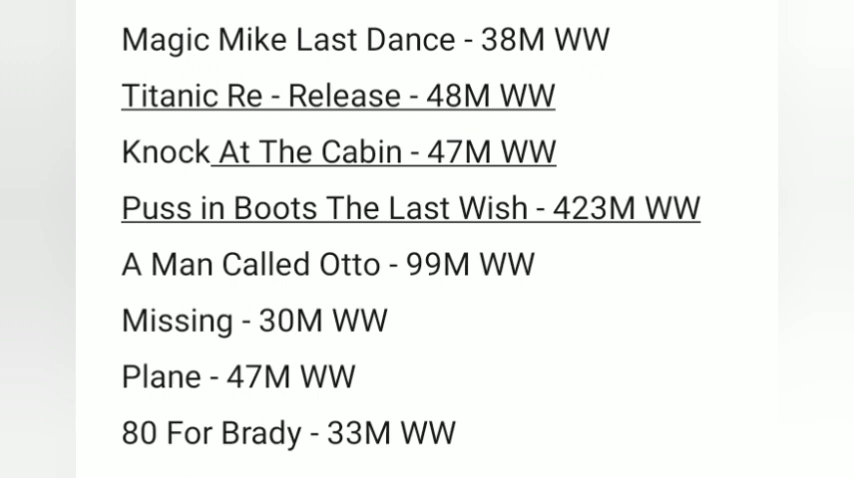 Magic Mike Last Dance - 38M WW
Titanic Re - Release - 48M WW
Knock At The Cabin - 47M WW
Puss in Boots The Last Wish - 423M WW
A Man Called Otto - 99M WW
Missing - 30M WW
Plane - 47M WW
80 For Brady - 33M WW